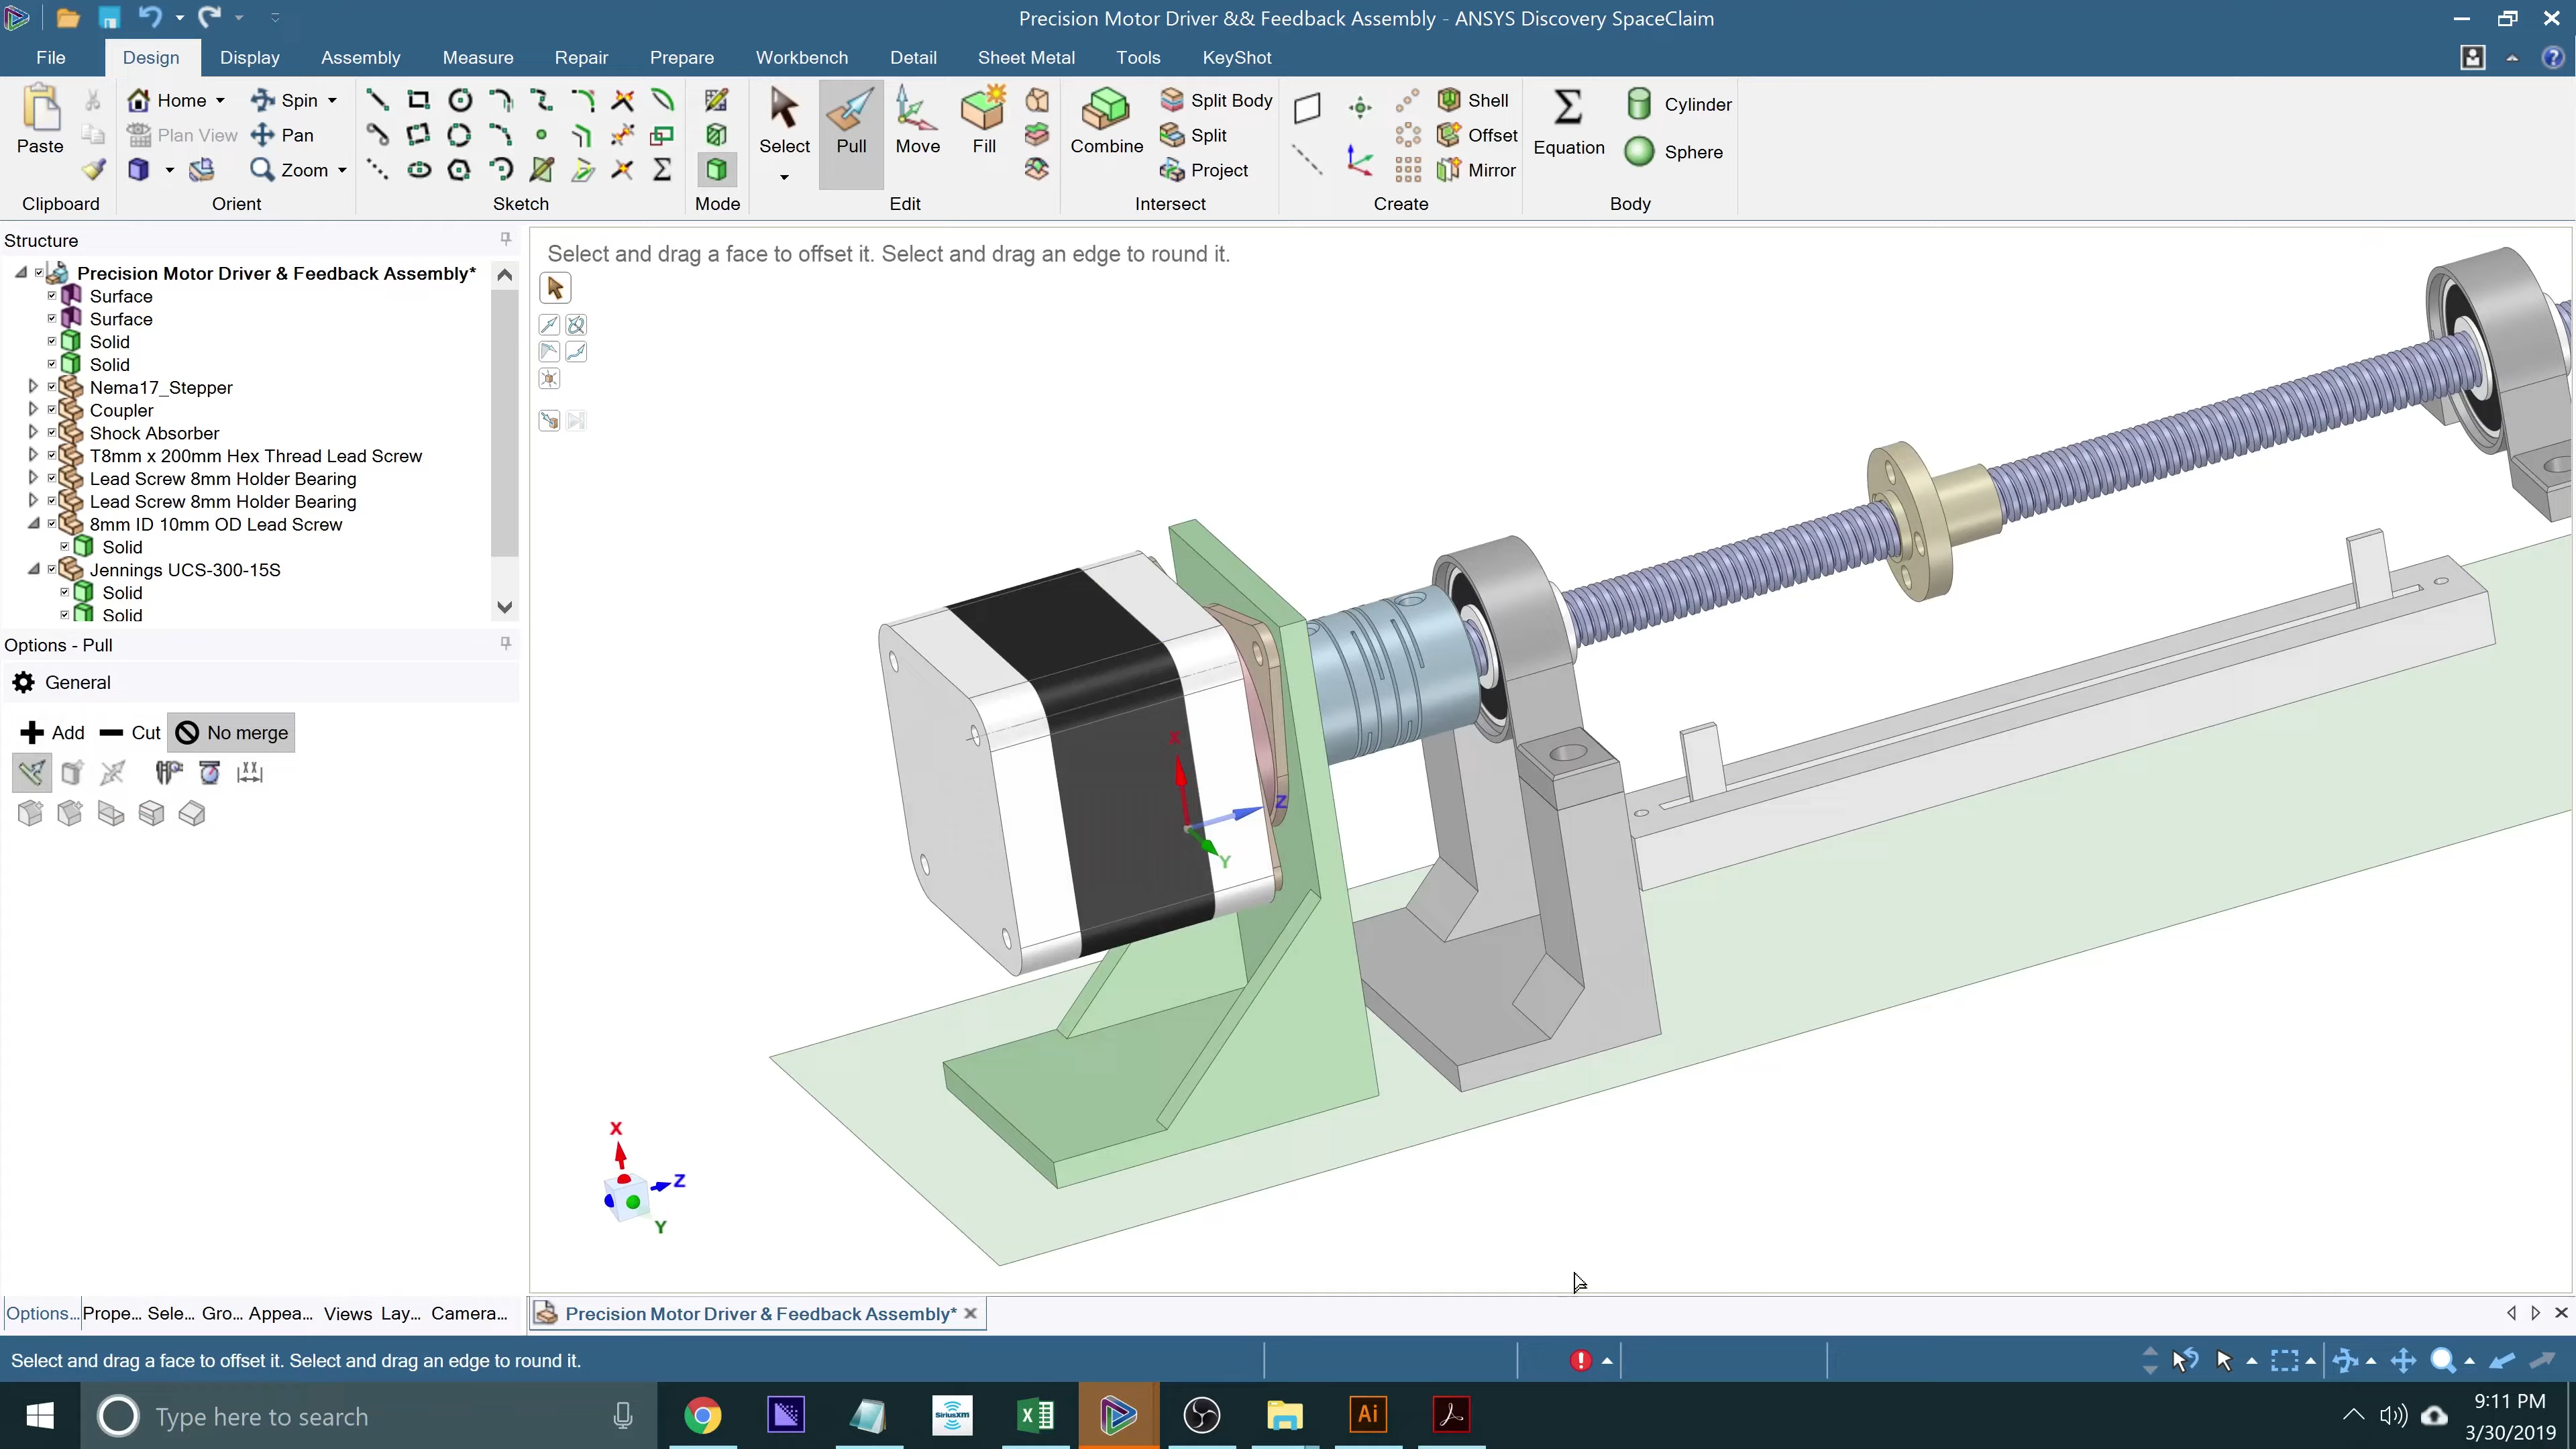 Precision Motor Driver && Feedback Assembly - ANSYS Discovery SpaceClaim
File Design Display Assembly Measure Repair Prepare Workbench Detail Sheet Metal Tools KeyShot
Paste
Clipboard
Home
Spin
Plan View
Pan
Zoom
Orient
Sketch
Mode
Select
Pull
Move
Fill
Edit
Combine
Split Body
Split
Project
Intersect
Shell
Offset
Mirror
Create
Equation
Cylinder
Sphere
Body
Structure
Precision Motor Driver & Feedback Assembly*
Surface
Surface
Solid
Solid
Nema17_Stepper
Coupler
Shock Absorber
T8mm x 200mm Hex Thread Lead Screw
Lead Screw 8mm Holder Bearing
Lead Screw 8mm Holder Bearing
8mm ID 10mm OD Lead Screw
Solid
Jennings UCS-300-15S
Solid
Solid
Options - Pull
General
Add Cut No merge
Select and drag a face to offset it. Select and drag an edge to round it.
X
Z
Y
X
Z
Y
Options... Prope... Sele... Gro... Appea... Views Lay... Camera...
Precision Motor Driver & Feedback Assembly*
Select and drag a face to offset it. Select and drag an edge to round it.
Type here to search
SiriusXM
Ai
9:11 PM
3/30/2019